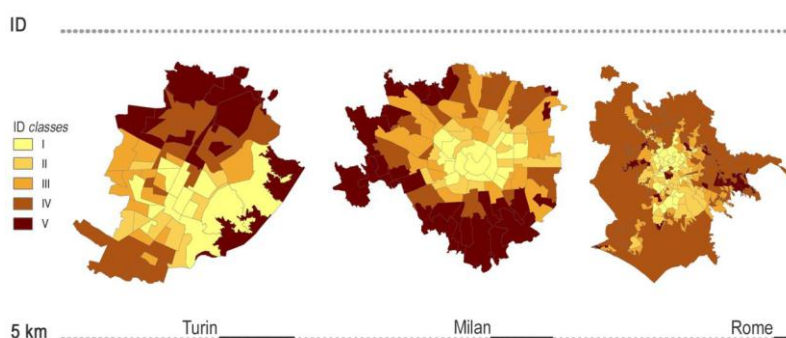 ID
ID classes
I
II
III
IV
V
5 km
Turin
Milan
Rome